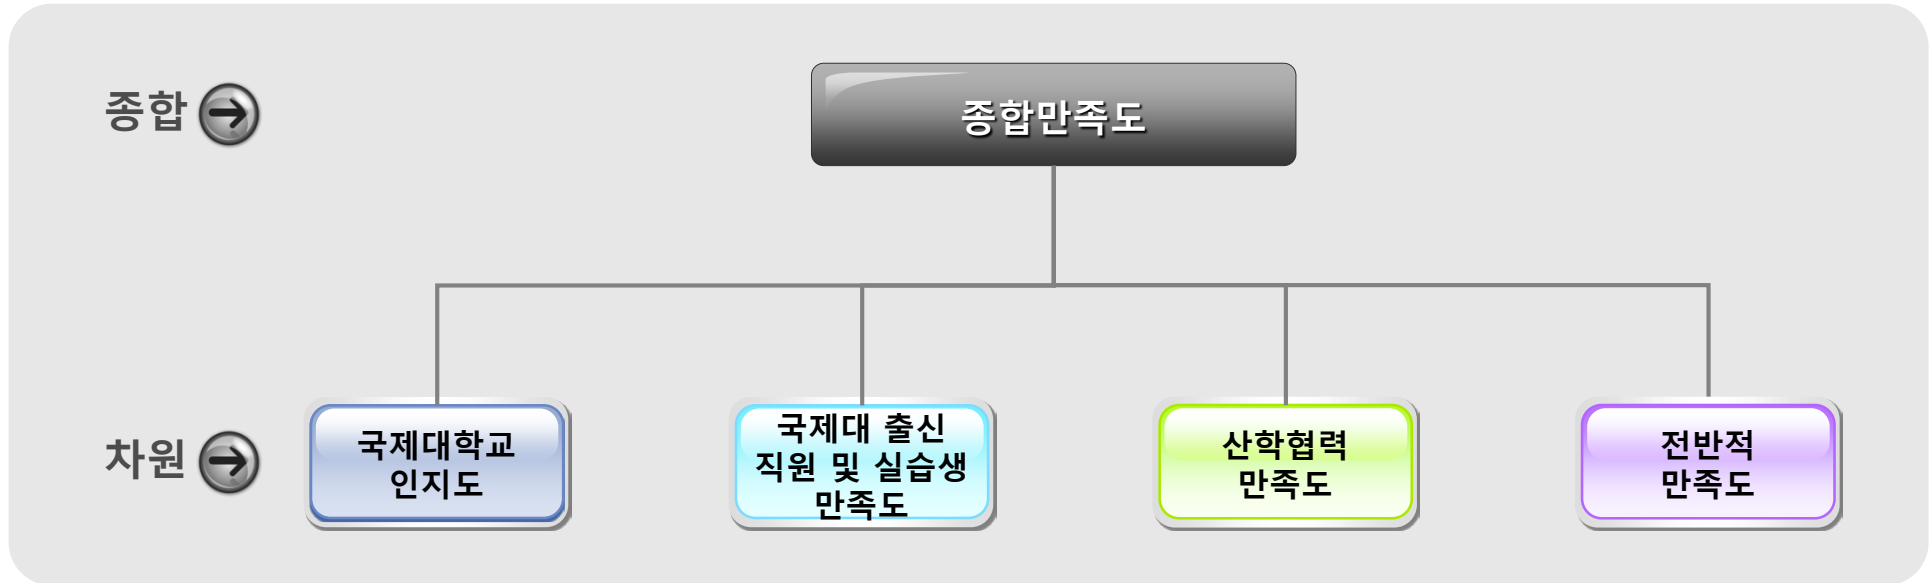 종합
종합만족도
차원
국제대학교
인지도
국제대 출신
직원 및 실습생
만족도
산학협력
만족도
전반적
만족도